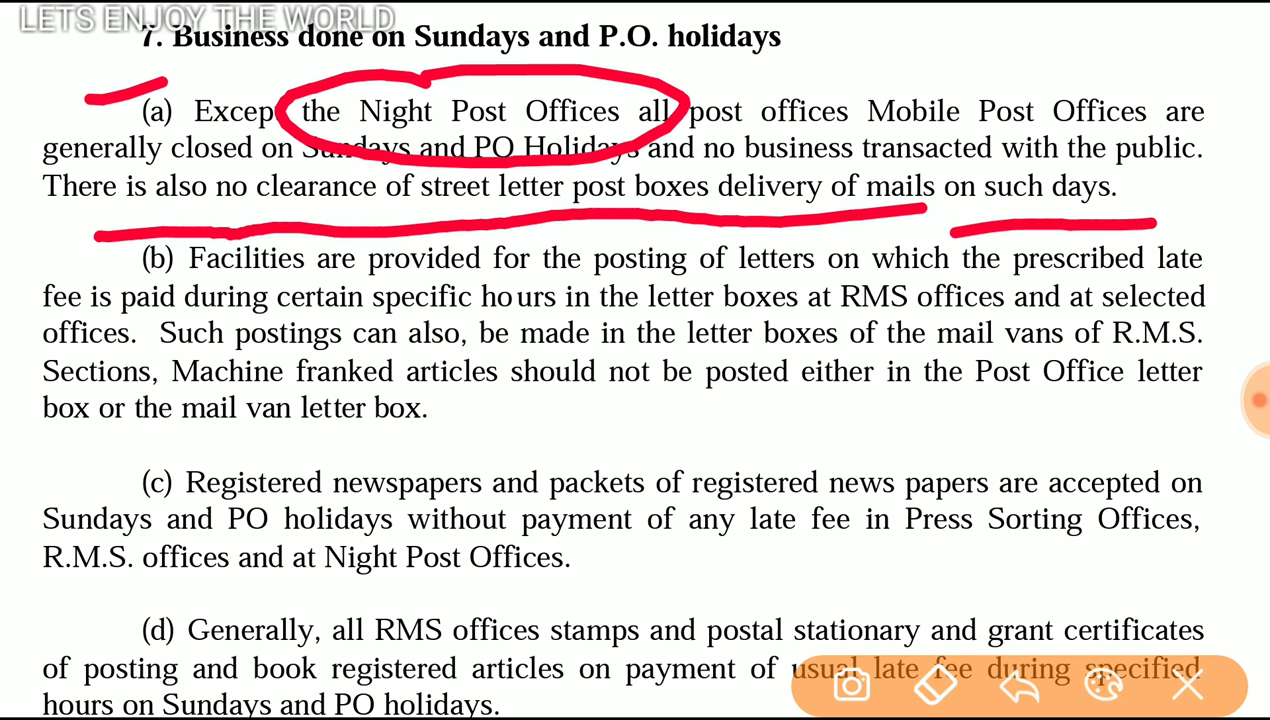 LETS ENJOY THE WORLD
7. Business done on Sundays and P.O. holidays
(a) Except the Night Post Offices all post offices Mobile Post Offices are
generally closed on Sundays and PO Holidays and no business transacted with the public.
There is also no clearance of street letter post boxes delivery of mails on such days.
(b) Facilities are provided for the posting of letters on which the prescribed late
fee is paid during certain specific hours in the letter boxes at RMS offices and at selected
offices. Such postings can also, be made in the letter boxes of the mail vans of R.M.S.
Sections, Machine franked articles should not be posted either in the Post Office letter
box or the mail van letter box.
(c) Registered newspapers and packets of registered news papers are accepted on
Sundays and PO holidays without payment of any late fee in Press Sorting Offices,
R.M.S. offices and at Night Post Offices.
(d) Generally, all RMS offices stamps and postal stationary and grant certificates
of posting and book registered articles on payment of usual late fee during specified
hours on Sundays and PO holidays.